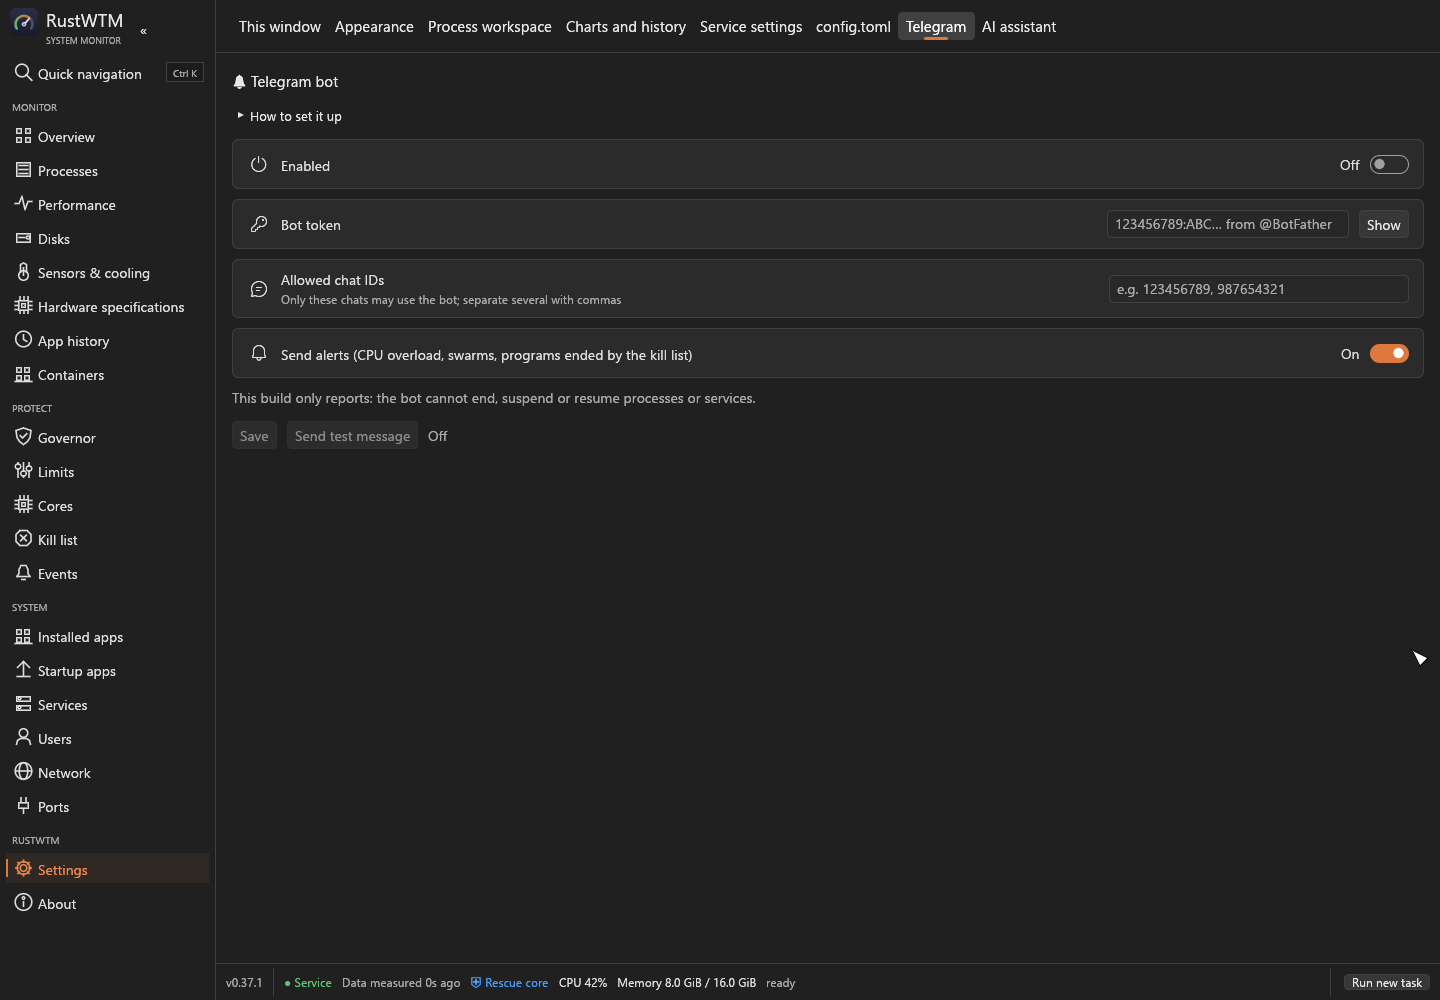 RustWTM
SYSTEM MONITOR
«
Quick navigation
Ctrl K
MONITOR
Overview
Processes
Performance
Disks
Sensors & cooling
Hardware specifications
App history
Containers
PROTECT
Governor
Limits
Cores
Kill list
Events
SYSTEM
Installed apps
Startup apps
Services
Users
Network
Ports
RUSTWTM
Settings
About
This window Appearance Process workspace Charts and history Service settings config.toml Telegram AI assistant
Telegram bot
How to set it up
Enabled Off
Bot token 123456789:ABC... from @BotFather Show
Allowed chat IDs
Only these chats may use the bot; separate several with commas
e.g. 123456789, 987654321
Send alerts (CPU overload, swarms, programs ended by the kill list) On
This build only reports: the bot cannot end, suspend or resume processes or services.
Save Send test message Off
v0.37.1 Service Data measured 0s ago Rescue core CPU 42% Memory 8.0 GiB / 16.0 GiB ready Run new task